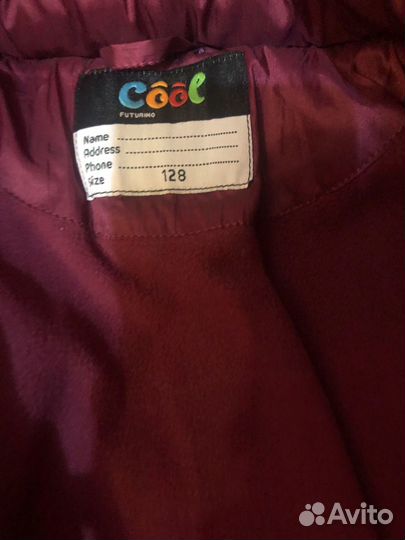 Cool
FUTURINO
Name
Address
Phone
Size 128
Avito